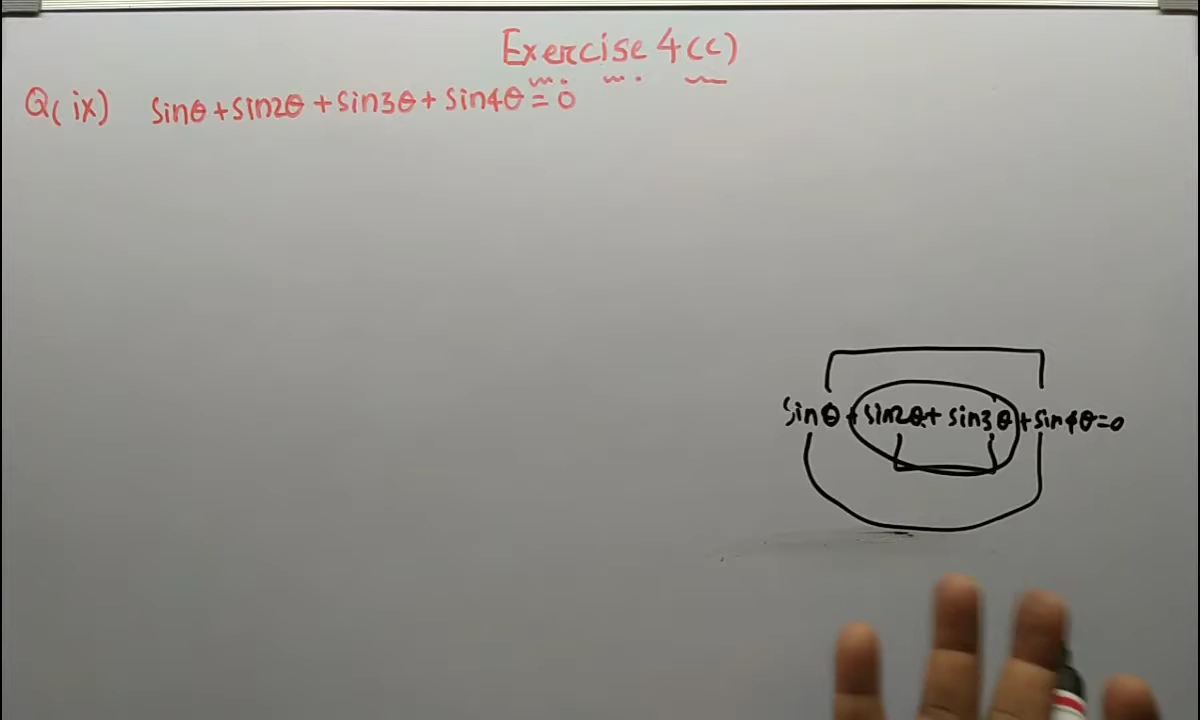 Exercise 4(c)
Q(ix) sinθ+sin2θ+sin3θ+sin4θ=0
sinθ+sin2θ+sin3θ+sin4θ=0